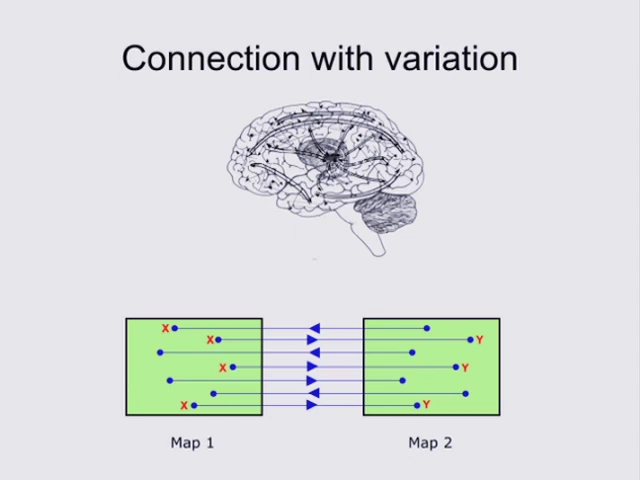 Connection with variation
X
X Y
X Y
X Y
Map 1 Map 2